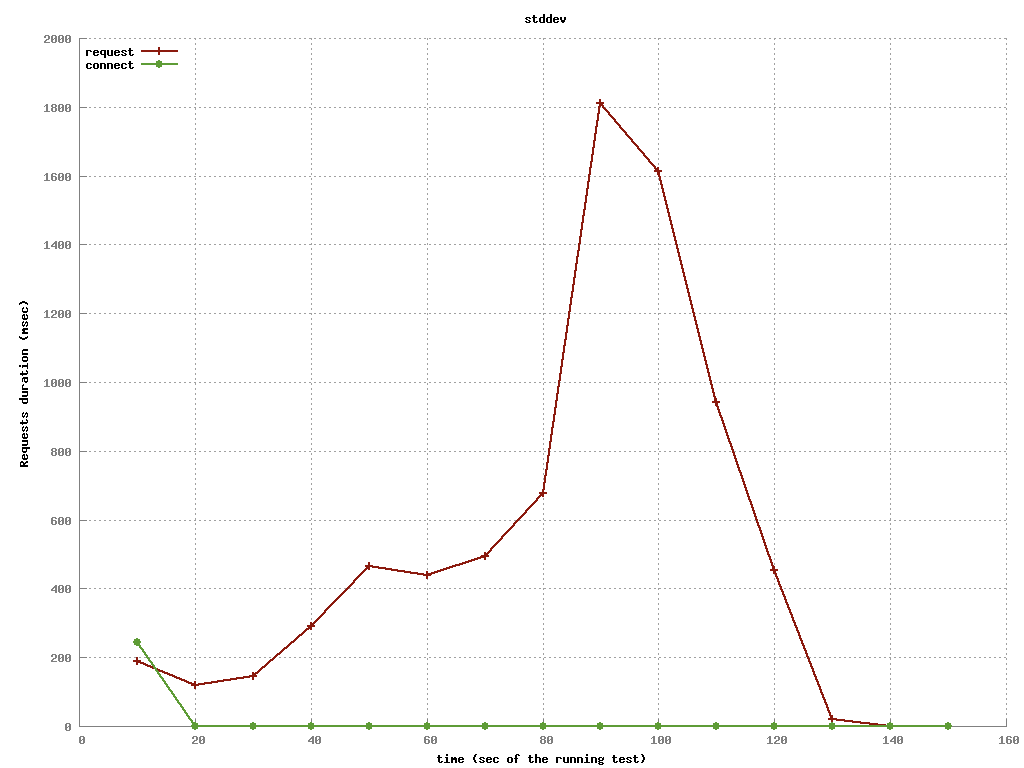 stddev
2000
request
connect
1800
1600
1400
1200
1000
800
600
400
200
0
Requests duration (msec)
0 20 40 60 80 100 120 140 160
time (sec of the running test)